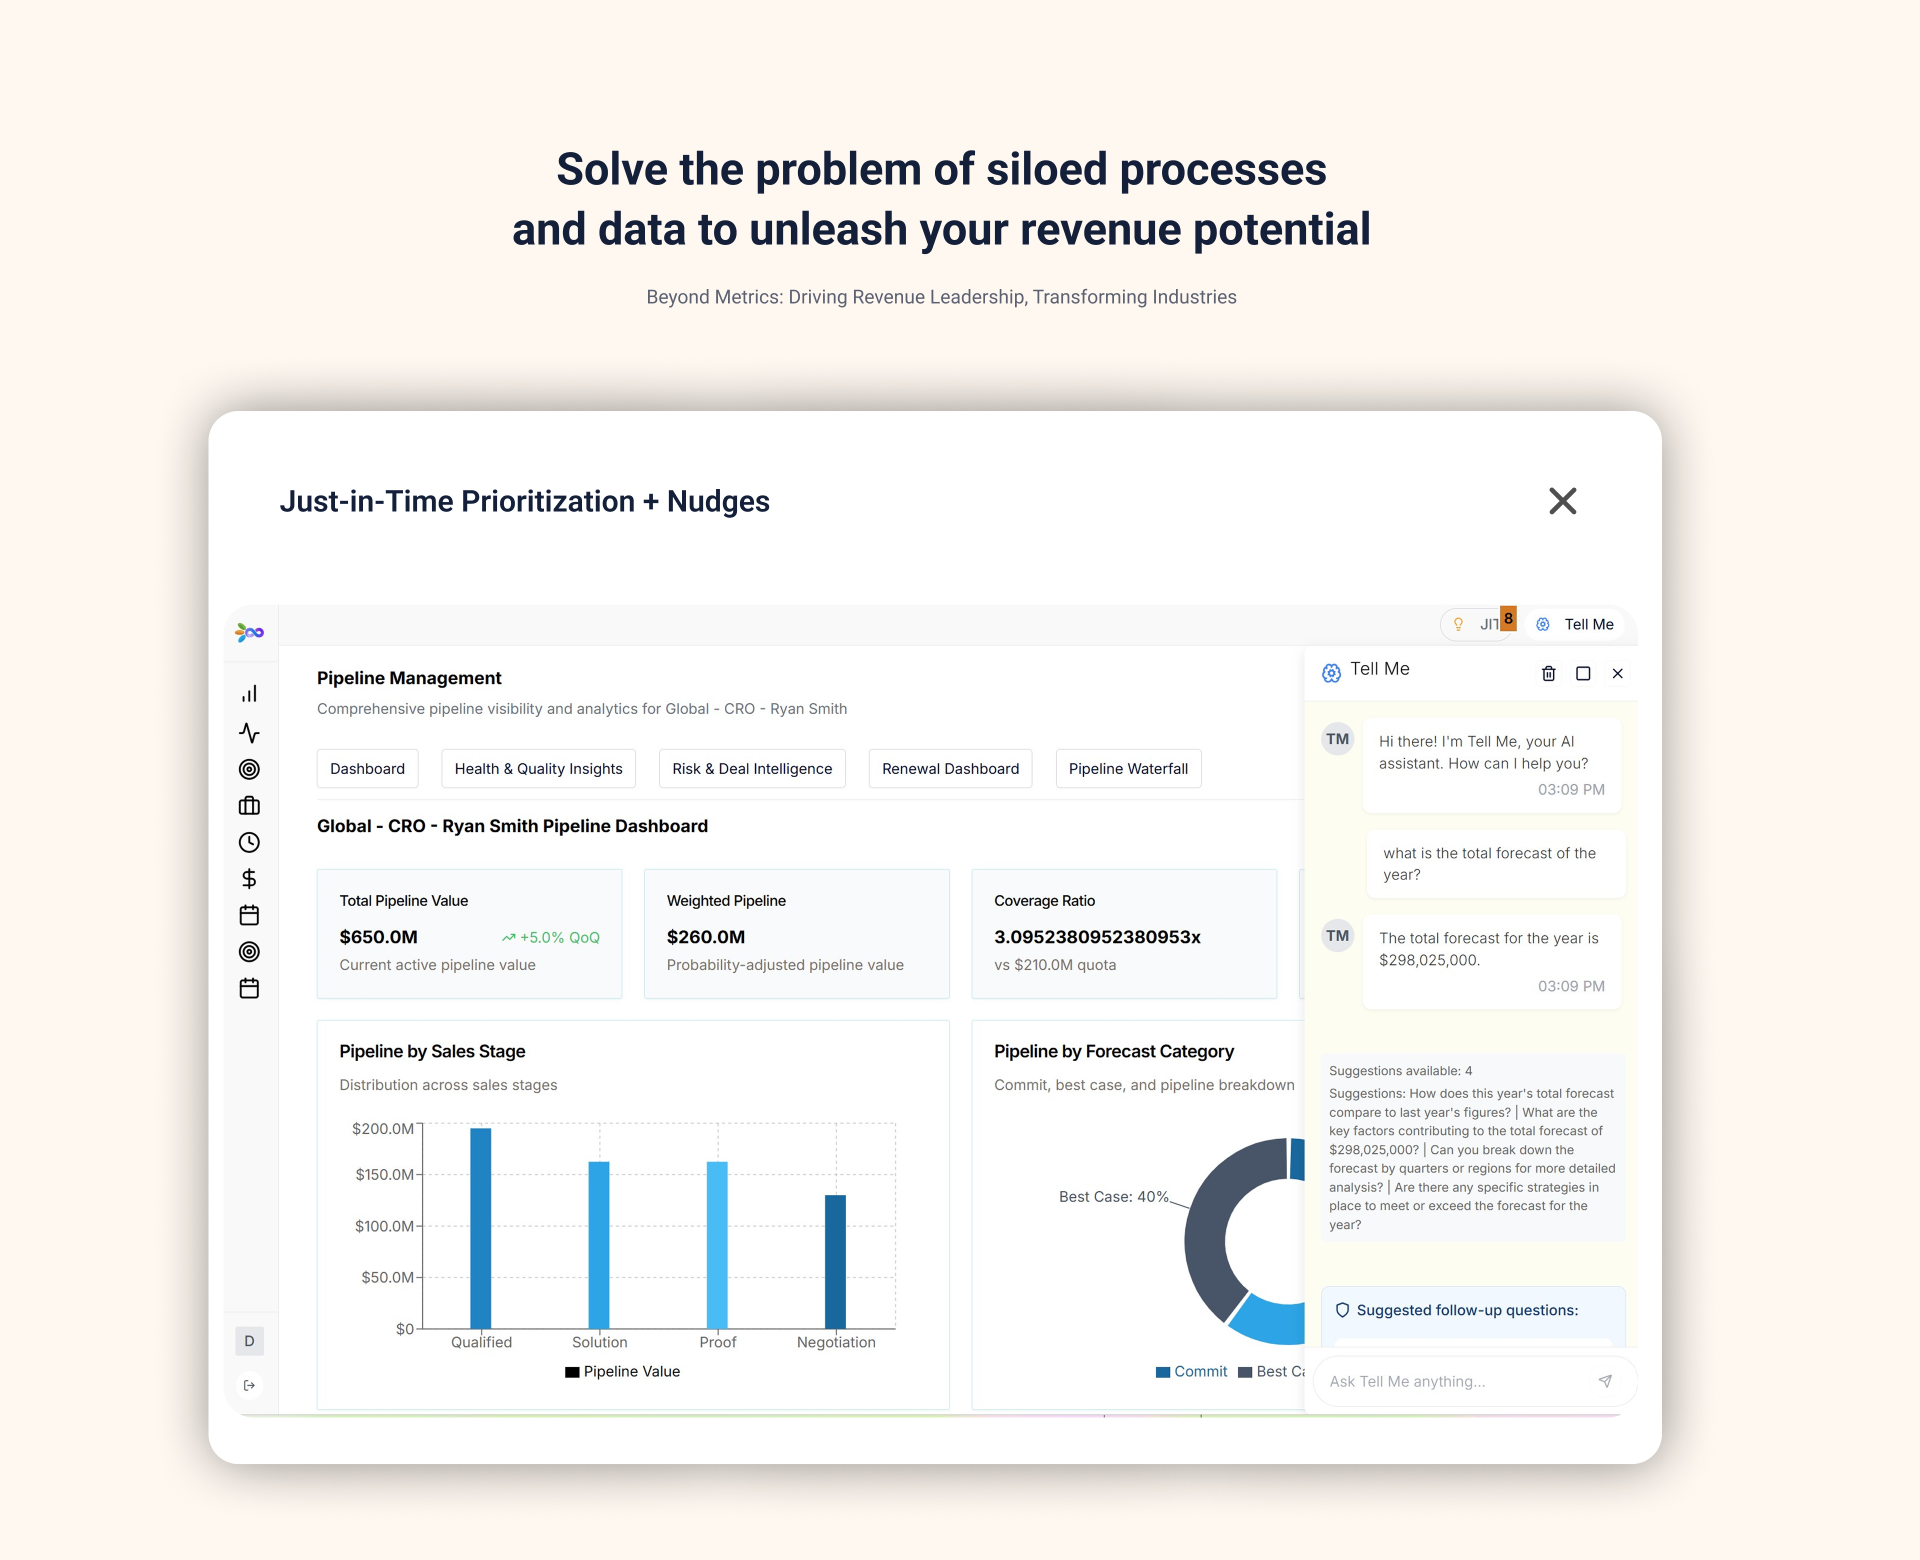 Solve the problem of siloed processes
and data to unleash your revenue potential
Beyond Metrics: Driving Revenue Leadership, Transforming Industries
Just-in-Time Prioritization + Nudges
JIT 8
Tell Me
Pipeline Management
Comprehensive pipeline visibility and analytics for Global - CRO - Ryan Smith
Dashboard
Health & Quality Insights
Risk & Deal Intelligence
Renewal Dashboard
Pipeline Waterfall
Global - CRO - Ryan Smith Pipeline Dashboard
Total Pipeline Value
$650.0M
+5.0% QoQ
Current active pipeline value
Weighted Pipeline
$260.0M
Probability-adjusted pipeline value
Coverage Ratio
3.0952380952380953x
vs $210.0M quota
Pipeline by Sales Stage
Distribution across sales stages
$200.0M
$150.0M
$100.0M
$50.0M
$0
Qualified
Solution
Proof
Negotiation
Pipeline Value
Pipeline by Forecast Category
Commit, best case, and pipeline breakdown
Best Case: 40%
Commit
Best Ca
D
Tell Me
TM
Hi there! I'm Tell Me, your AI
assistant. How can I help you?
03:09 PM
what is the total forecast of the
year?
TM
The total forecast for the year is
$298,025,000.
03:09 PM
Suggestions available: 4
Suggestions: How does this year's total forecast
compare to last year's figures? | What are the
key factors contributing to the total forecast of
$298,025,000? | Can you break down the
forecast by quarters or regions for more detailed
analysis? | Are there any specific strategies in
place to meet or exceed the forecast for the
year?
Suggested follow-up questions:
Ask Tell Me anything...